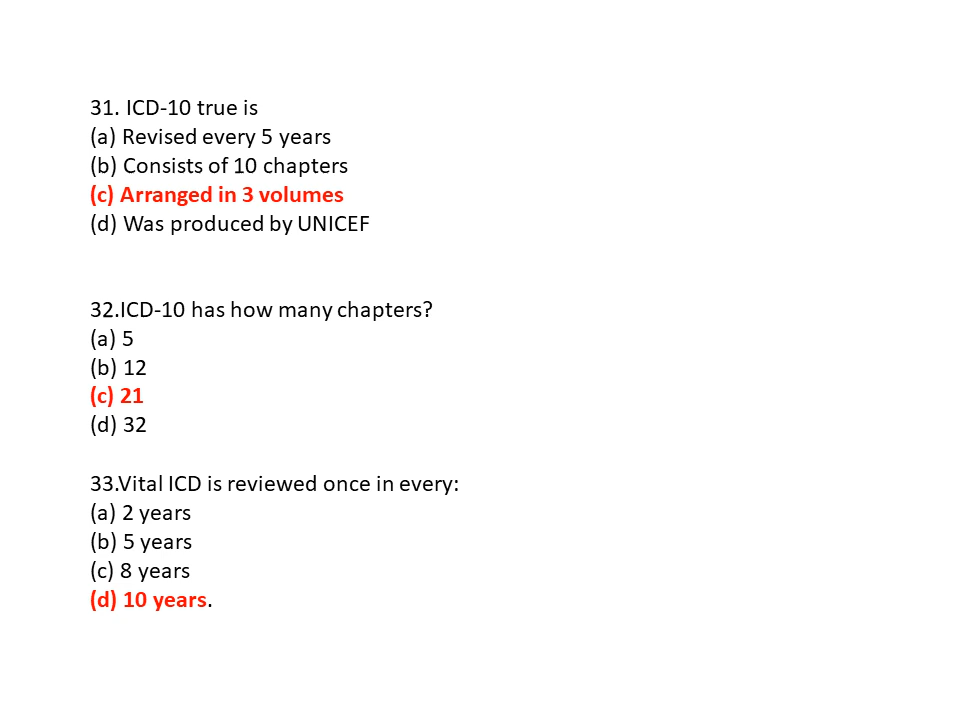 31. ICD-10 true is
(a) Revised every 5 years
(b) Consists of 10 chapters
(c) Arranged in 3 volumes
(d) Was produced by UNICEF
32.ICD-10 has how many chapters?
(a) 5
(b) 12
(c) 21
(d) 32
33.Vital ICD is reviewed once in every:
(a) 2 years
(b) 5 years
(c) 8 years
(d) 10 years.